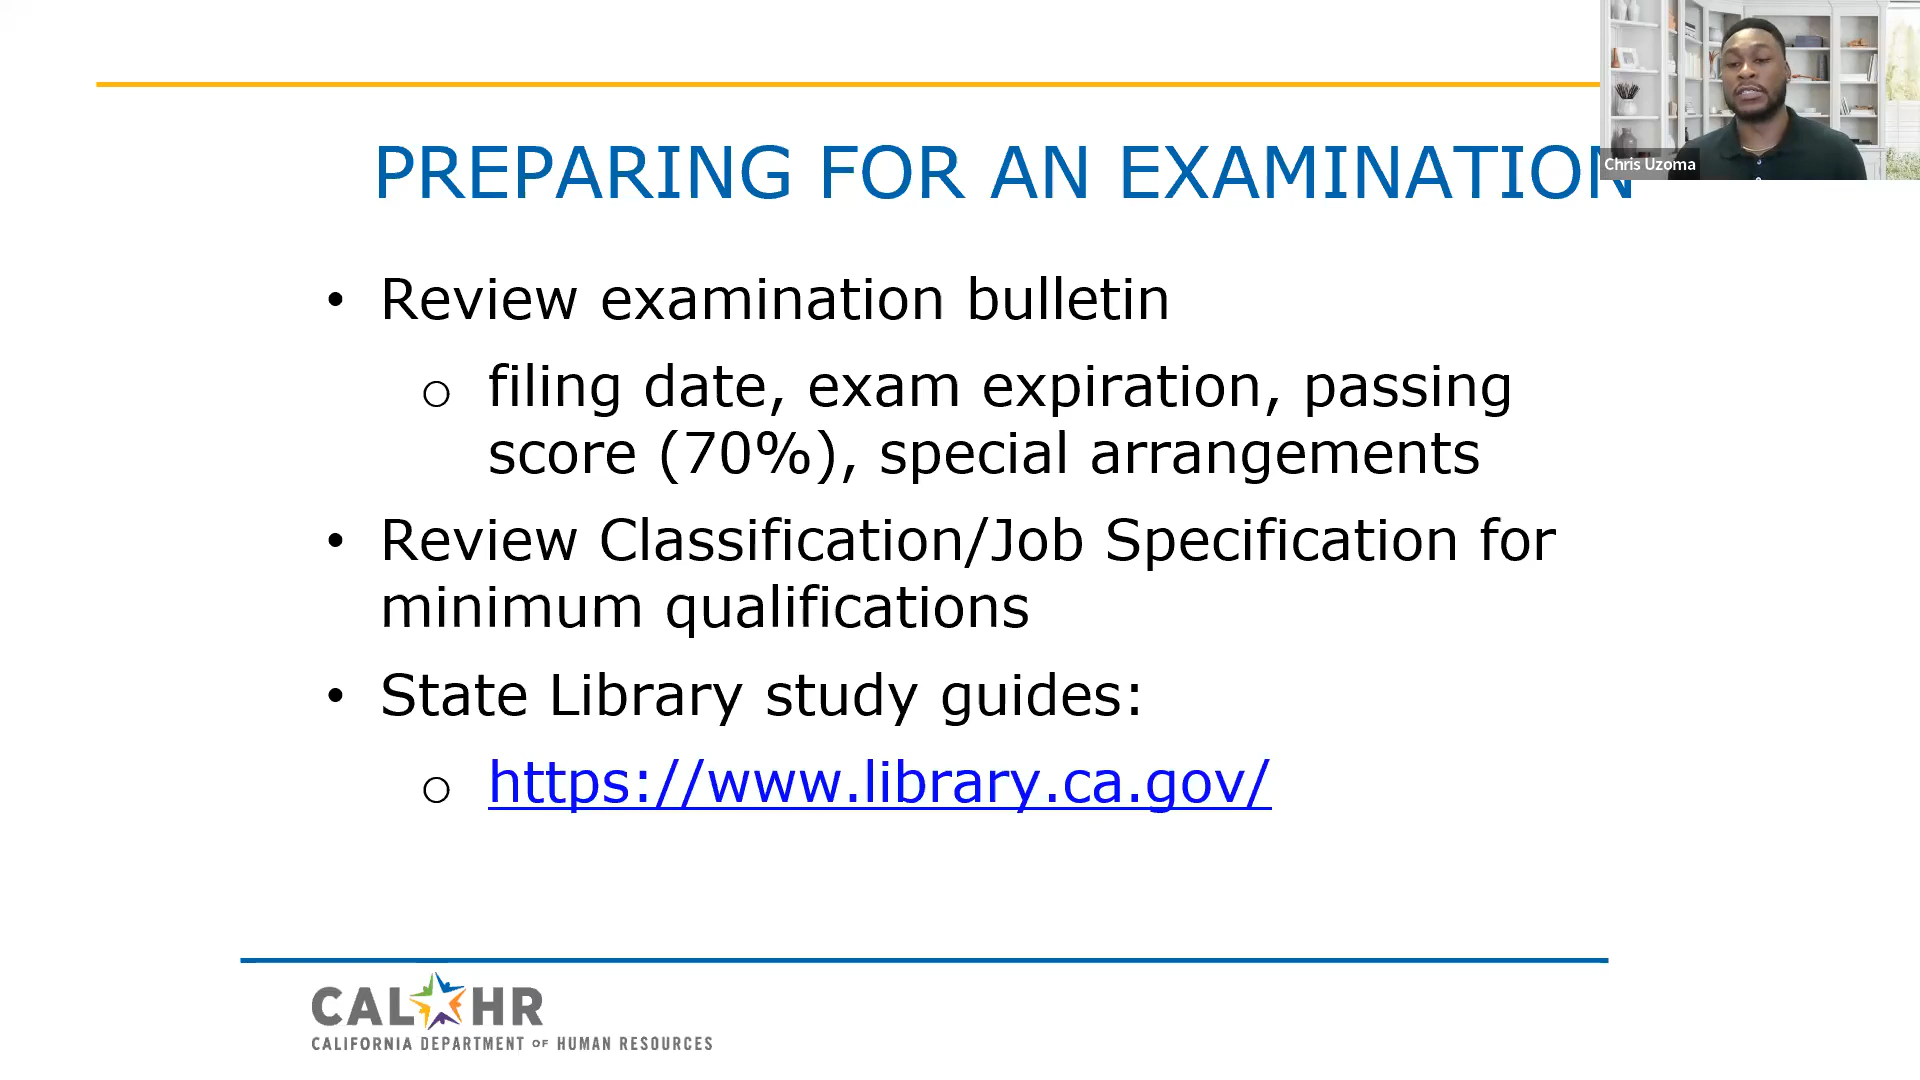 PREPARING FOR AN EXAMINATION
Chris Uzoma
• Review examination bulletin
o filing date, exam expiration, passing
score (70%), special arrangements
• Review Classification/Job Specification for
minimum qualifications
• State Library study guides:
o https://www.library.ca.gov/
CAL HR
CALIFORNIA DEPARTMENT OF HUMAN RESOURCES